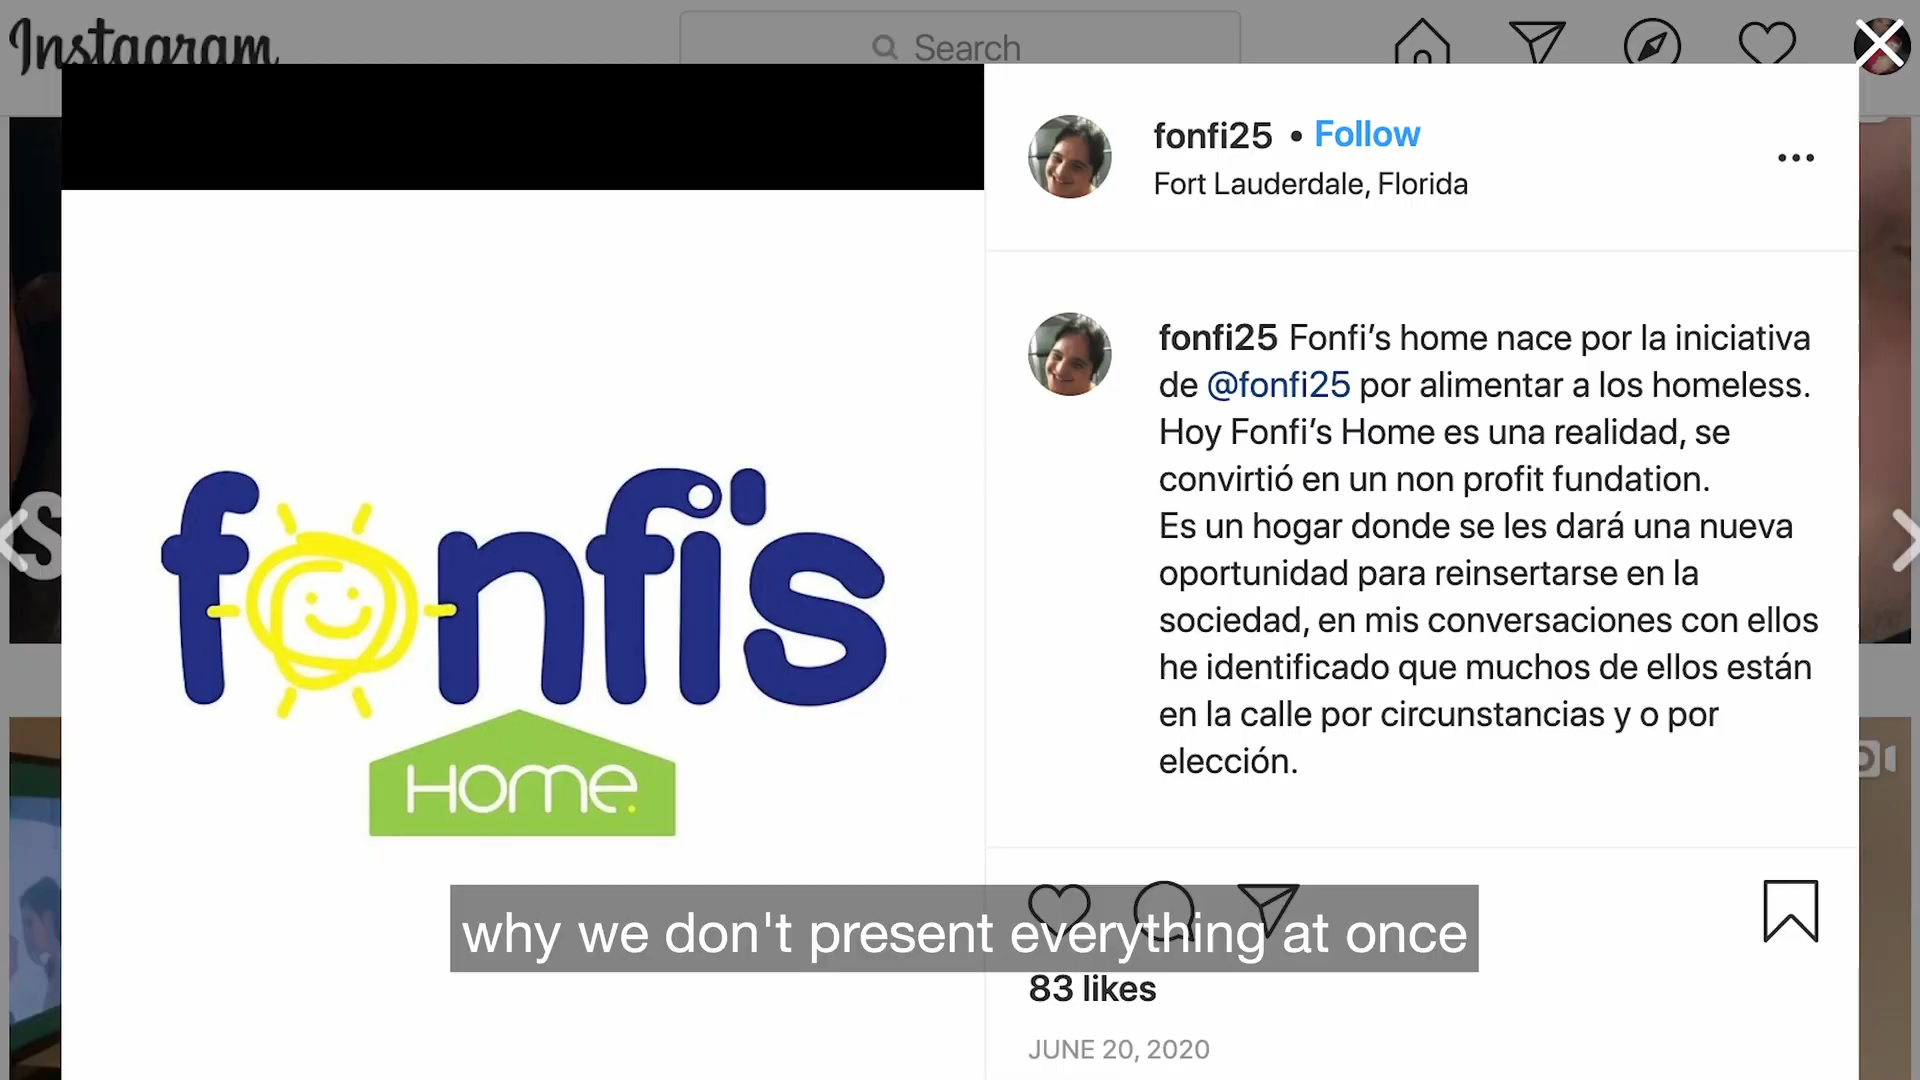 Instagram
Search
fonfi25 • Follow
Fort Lauderdale, Florida
fonfi25 Fonfi’s home nace por la iniciativa
de @fonfi25 por alimentar a los homeless.
Hoy Fonfi’s Home es una realidad, se
convirtió en un non profit fundation.
Es un hogar donde se les dará una nueva
oportunidad para reinsertarse en la
sociedad, en mis conversaciones con ellos
he identificado que muchos de ellos están
en la calle por circunstancias y o por
elección.
fonfi's
Home.
why we don't present everything at once
83 likes
JUNE 20, 2020